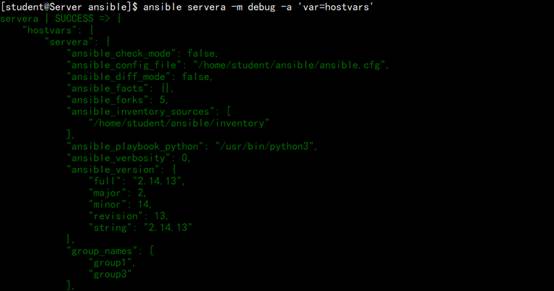 [student@Server ansible]$ ansible servera -m debug -a 'var=hostvars'
servera | SUCCESS => {
    "hostvars": {
        "servera": {
            "ansible_check_mode": false,
            "ansible_config_file": "/home/student/ansible/ansible.cfg",
            "ansible_diff_mode": false,
            "ansible_facts": {},
            "ansible_forks": 5,
            "ansible_inventory_sources": [
                "/home/student/ansible/inventory"
            ],
            "ansible_playbook_python": "/usr/bin/python3",
            "ansible_verbosity": 0,
            "ansible_version": {
                "full": "2.14.13",
                "major": 2,
                "minor": 14,
                "revision": 13,
                "string": "2.14.13"
            },
            "group_names": [
                "group1",
                "group3"
            ],